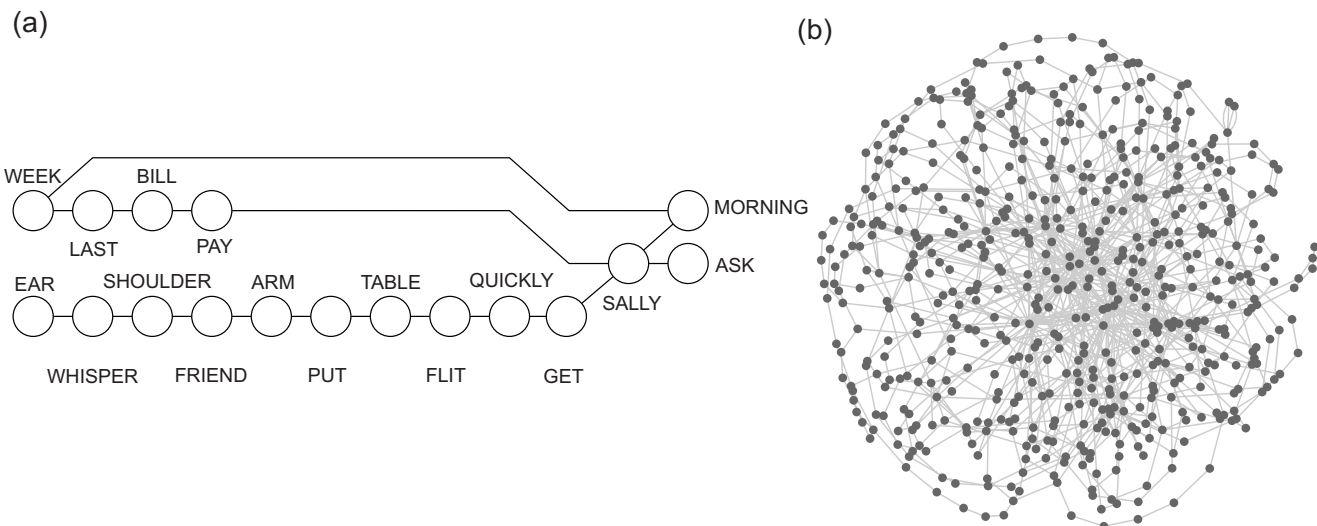 (a)
(b)
WEEK
BILL
MORNING
LAST
PAY
ASK
EAR
SHOULDER
ARM
TABLE
QUICKLY
SALLY
WHISPER
FRIEND
PUT
FLIT
GET